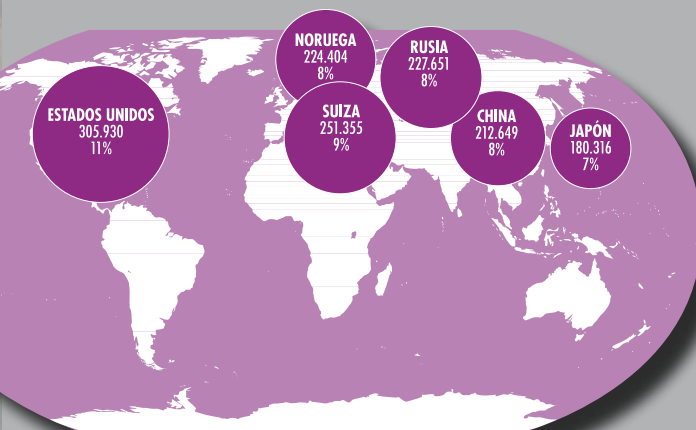 NORUEGA
224.404
8%
RUSIA
227.651
8%
ESTADOS UNIDOS
305.930
11%
SUIZA
251.355
9%
CHINA
212.649
8%
JAPÓN
180.316
7%